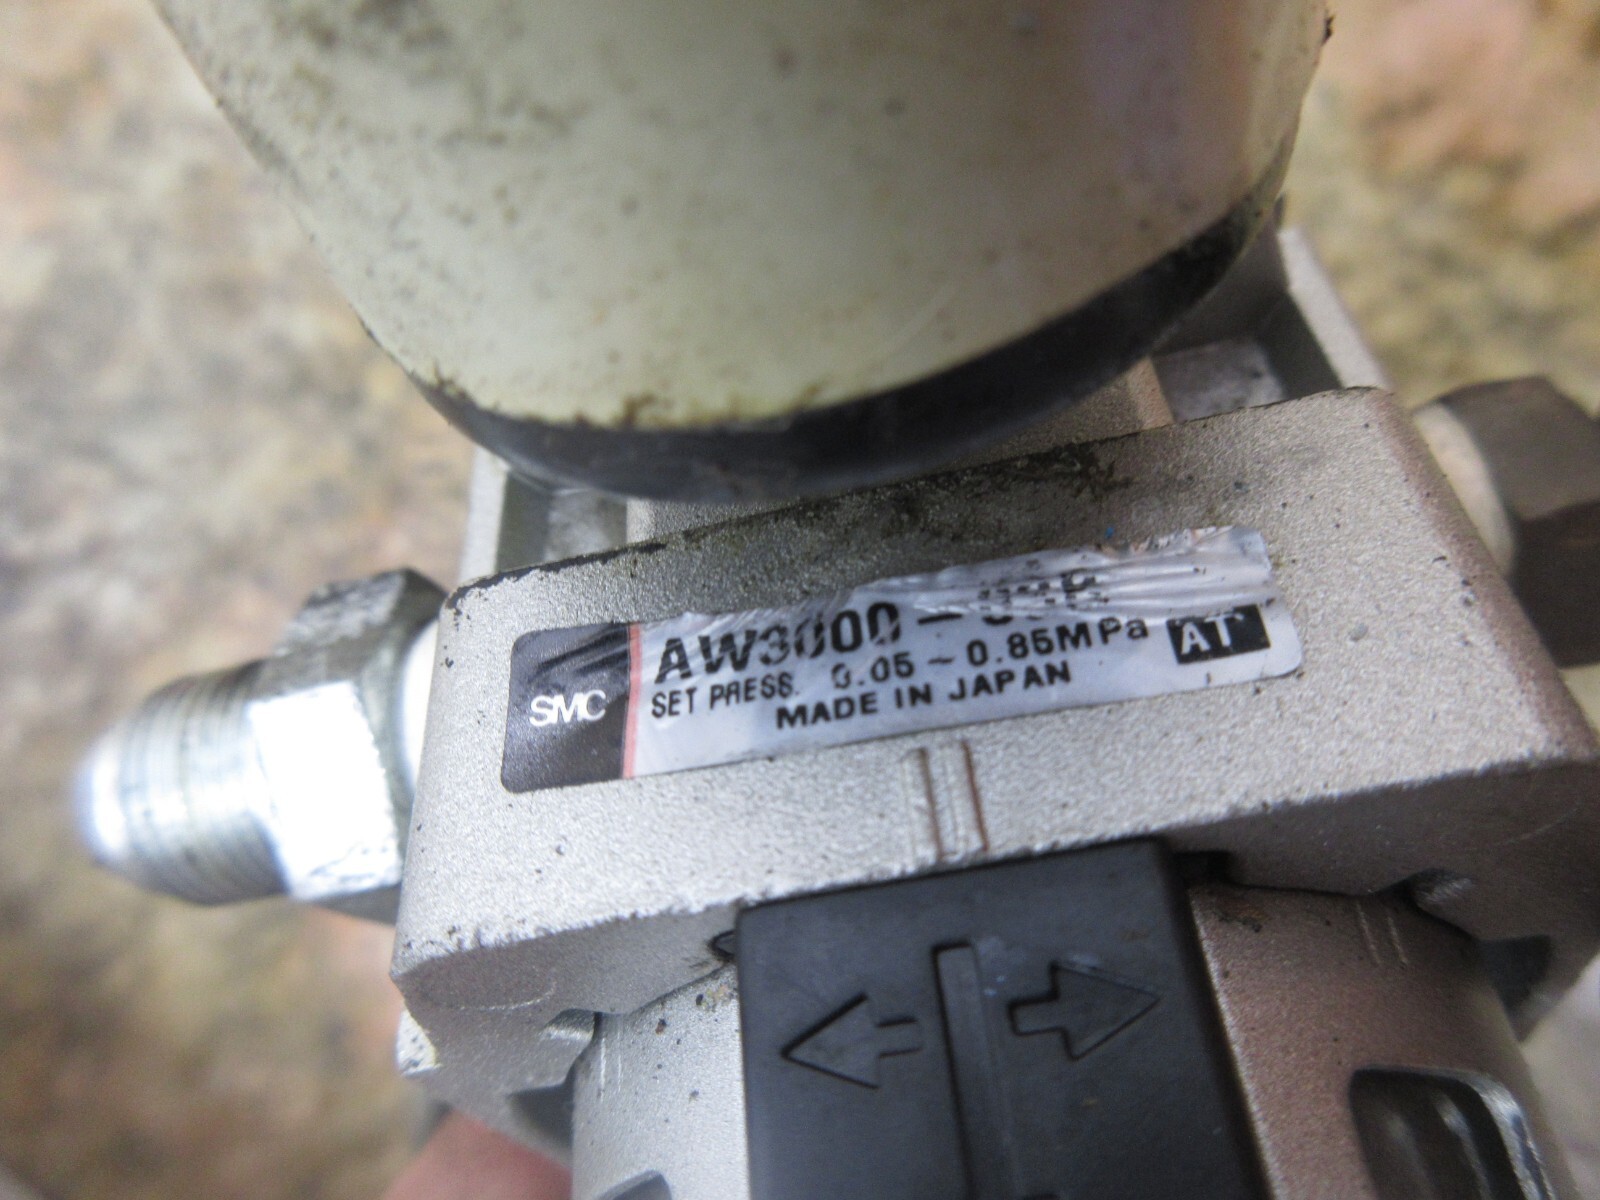 SMC
AW3000 –
SET PRESS. 0.05 ~ 0.85MPa AT
MADE IN JAPAN